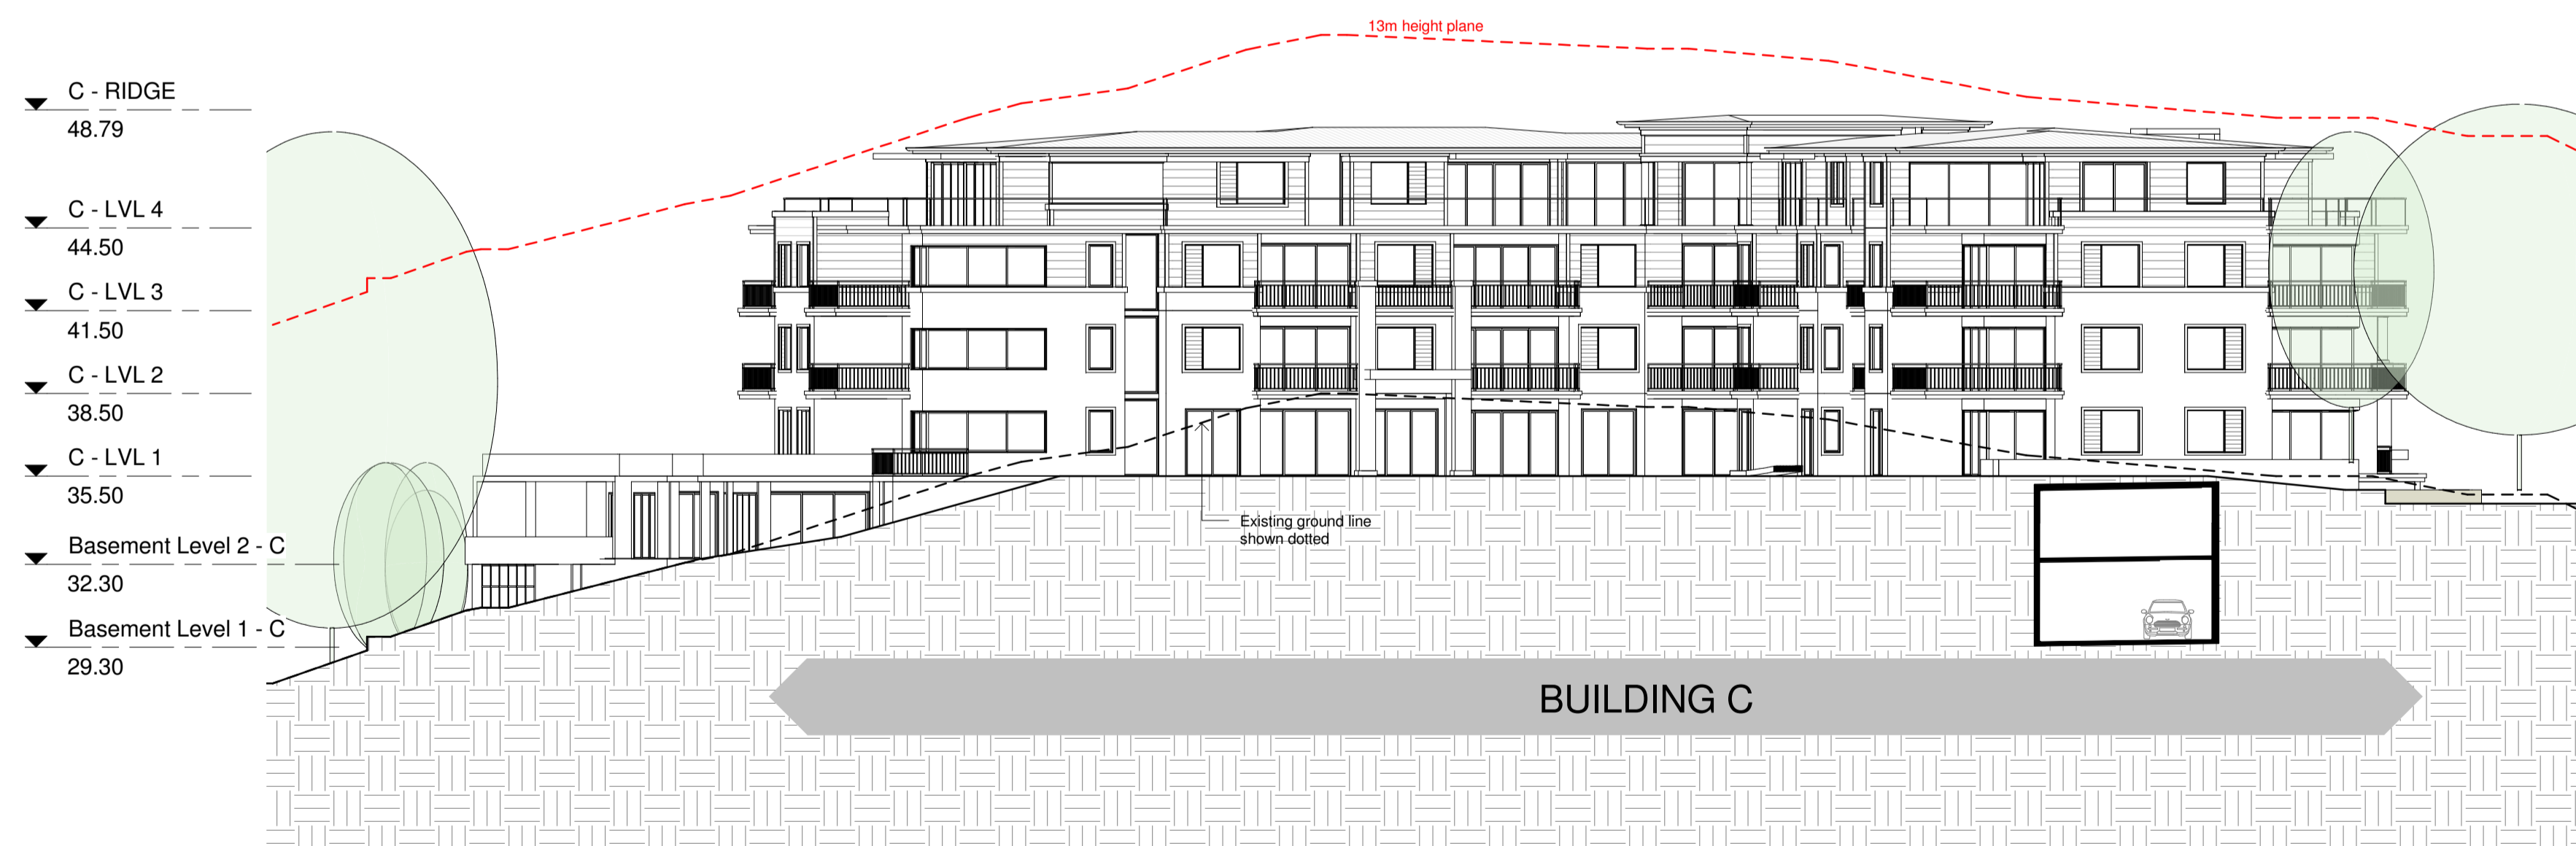 13m height plane
C - RIDGE
48.79
C - LVL 4
44.50
C - LVL 3
41.50
C - LVL 2
38.50
C - LVL 1
35.50
Existing ground line
shown dotted
Basement Level 2 - C
32.30
Basement Level 1 - C
29.30
BUILDING C